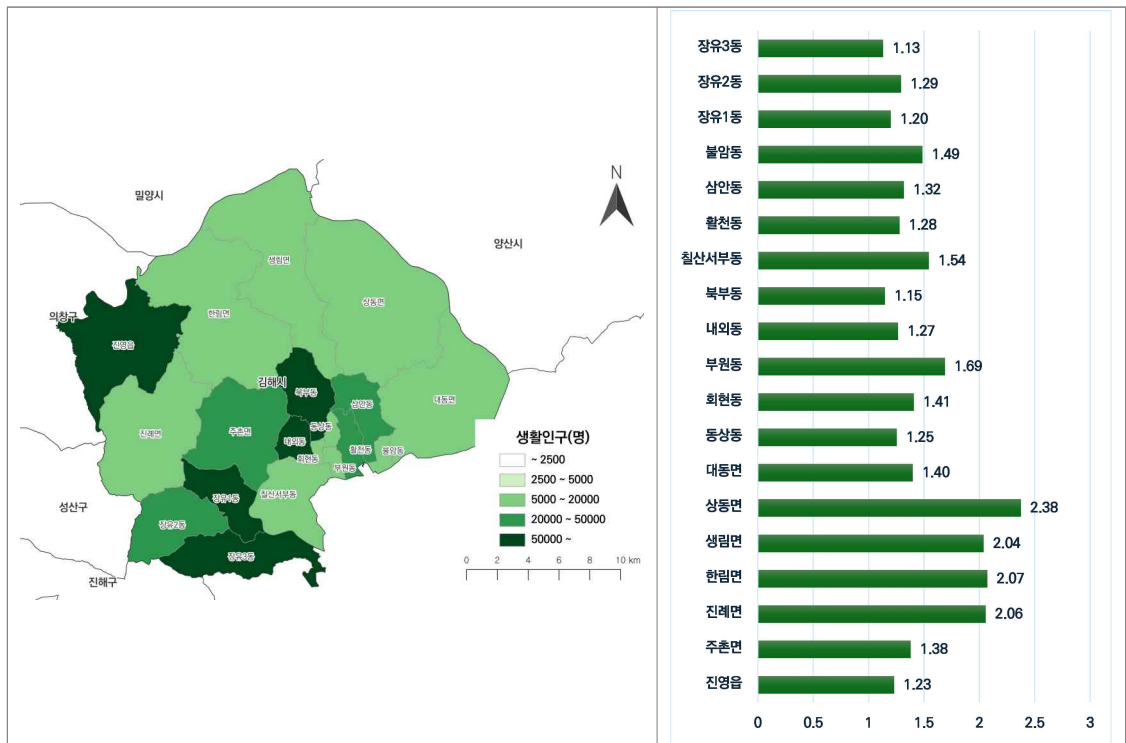 N
밀양시
양산시
생림면
상동면
의창구
한림면
진영읍
김해시
북부동
삼안동
대동면
진례면
주촌면
동상동
내외동
활천동
불암동
회현동
부원동
성산구
장유1동
칠산서부동
장유2동
장유3동
진해구
생활인구(명)
~ 2500
2500 ~ 5000
5000 ~ 20000
20000 ~ 50000
50000 ~
0 2 4 6 8 10 km
장유3동 1.13
장유2동 1.29
장유1동 1.20
불암동 1.49
삼안동 1.32
활천동 1.28
칠산서부동 1.54
북부동 1.15
내외동 1.27
부원동 1.69
회현동 1.41
동상동 1.25
대동면 1.40
상동면 2.38
생림면 2.04
한림면 2.07
진례면 2.06
주촌면 1.38
진영읍 1.23
0 0.5 1 1.5 2 2.5 3